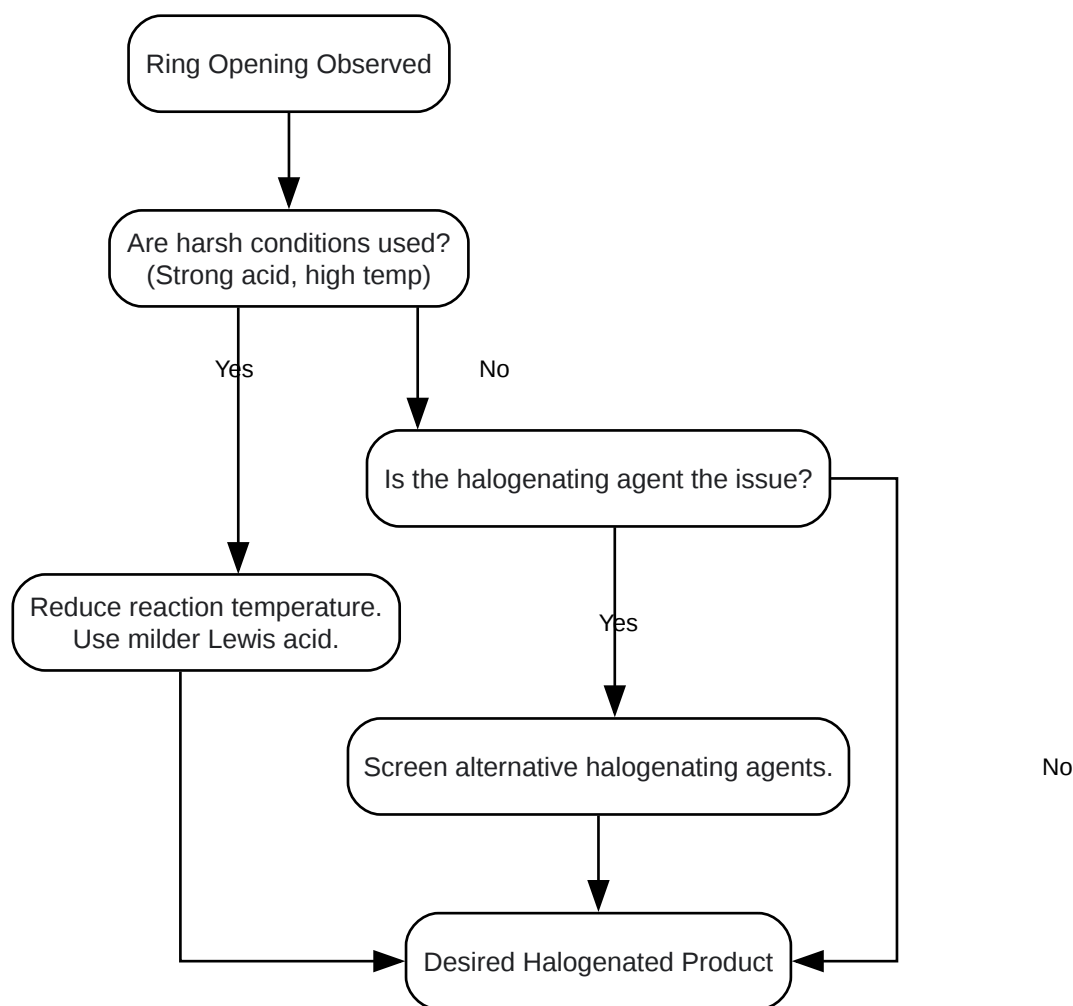 Ring Opening Observed
Are harsh conditions used?
(Strong acid, high temp)
Yes
No
Is the halogenating agent the issue?
Reduce reaction temperature.
Use milder Lewis acid.
Yes
Screen alternative halogenating agents.
No
Desired Halogenated Product